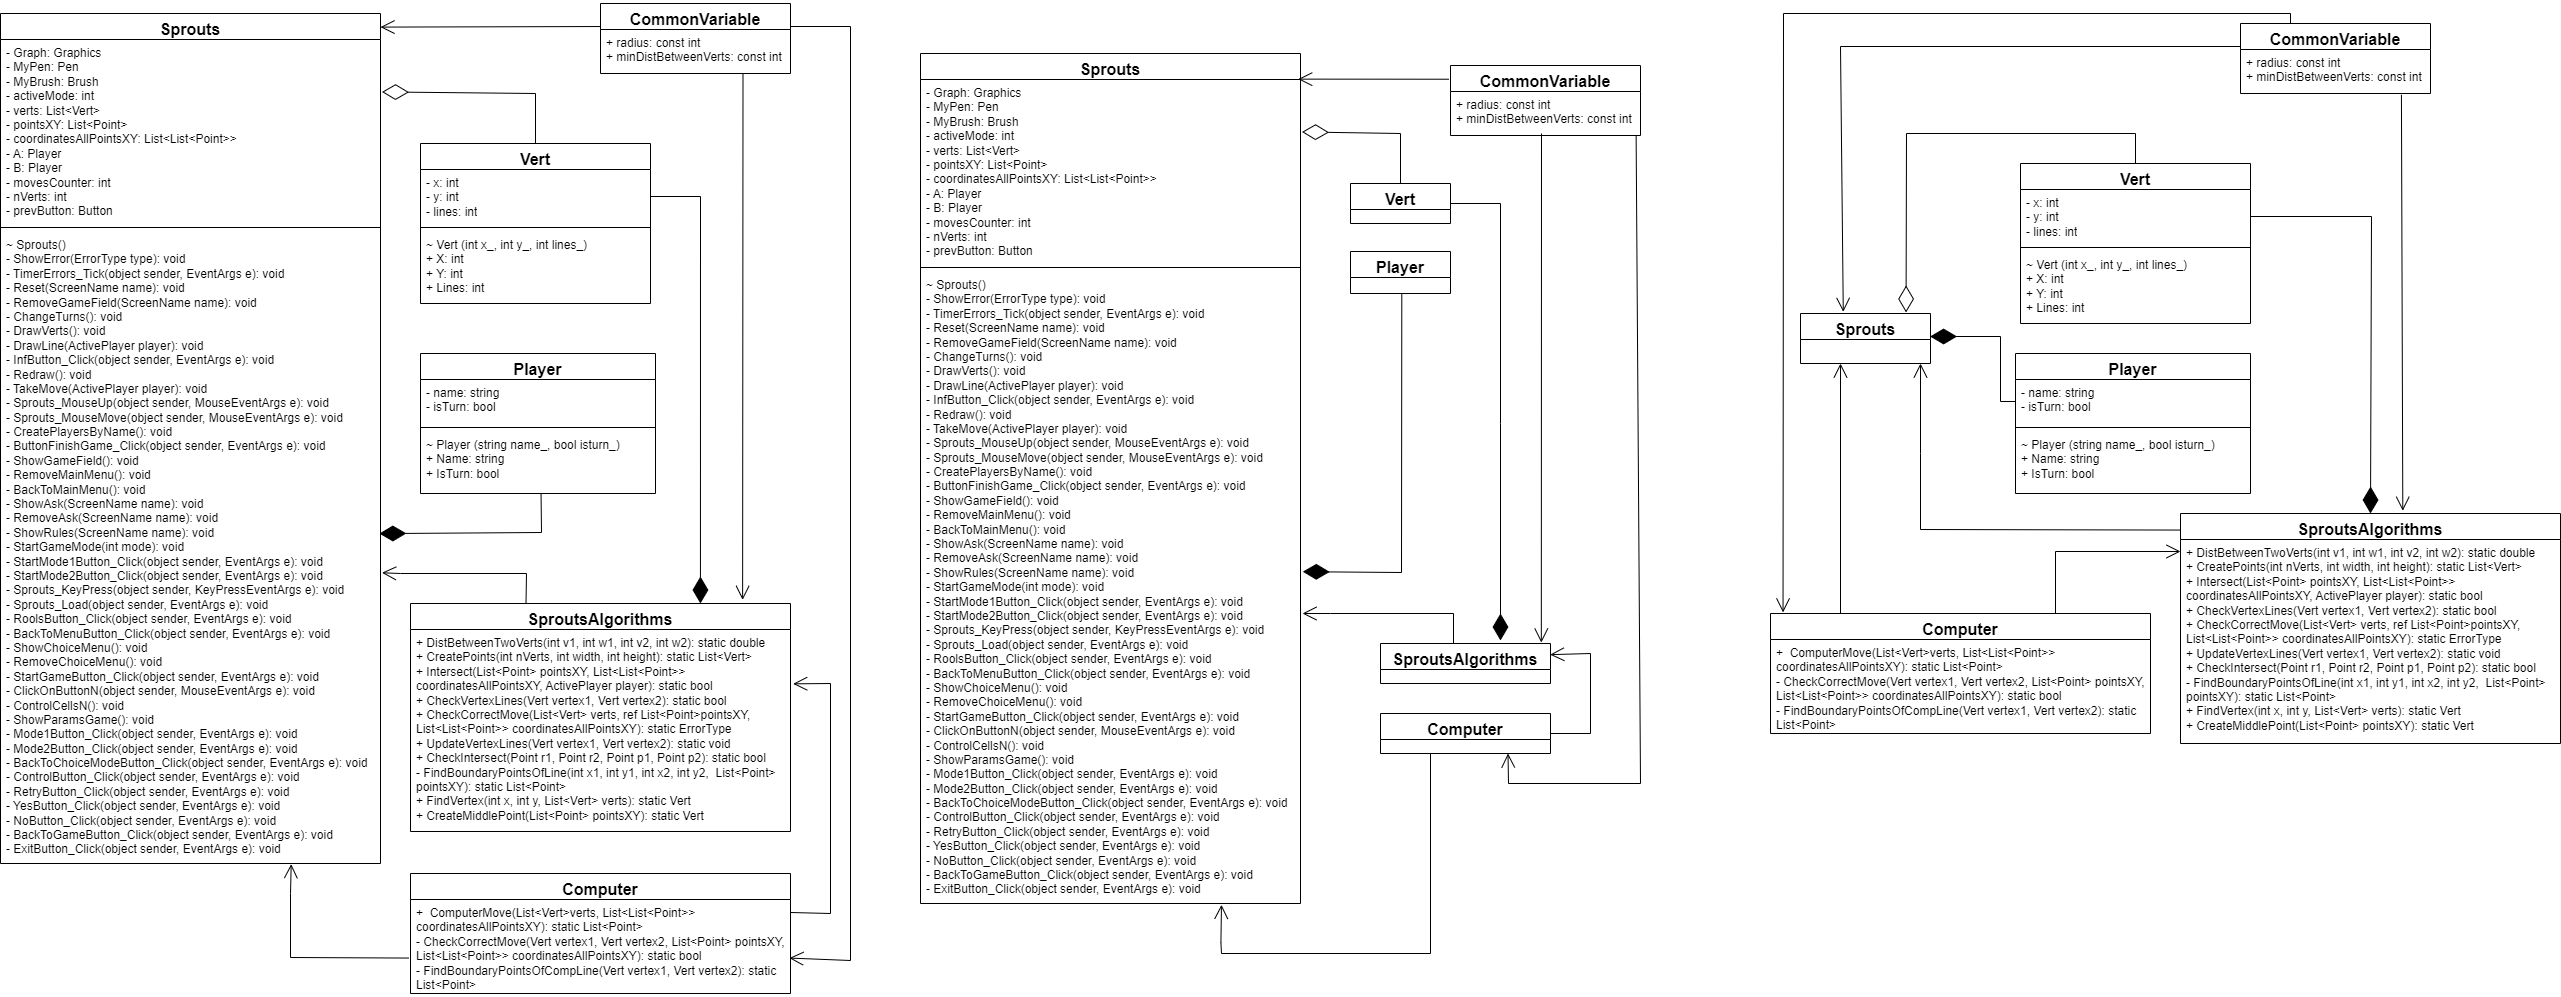 Sprouts
- Graph: Graphics
- MyPen: Pen
- MyBrush: Brush
- activeMode: int
- verts: List<Vert>
- pointsXY: List<Point>
- coordinatesAllPointsXY: List<List<Point>>
- A: Player
- B: Player
- movesCounter: int
- nVerts: int
- prevButton: Button
~ Sprouts()
- ShowError(ErrorType type): void
- TimerErrors_Tick(object sender, EventArgs e): void
- Reset(ScreenName name): void
- RemoveGameField(ScreenName name): void
- ChangeTurns(): void
- DrawVerts(): void
- DrawLine(ActivePlayer player): void
- InfButton_Click(object sender, EventArgs e): void
- Redraw(): void
- TakeMove(ActivePlayer player): void
- Sprouts_MouseUp(object sender, MouseEventArgs e): void
- Sprouts_MouseMove(object sender, MouseEventArgs e): void
- CreatePlayersByName(): void
- ButtonFinishGame_Click(object sender, EventArgs e): void
- ShowGameField(): void
- RemoveMainMenu(): void
- BackToMainMenu(): void
- ShowAsk(ScreenName name): void
- RemoveAsk(ScreenName name): void
- ShowRules(ScreenName name): void
- StartGameMode(int mode): void
- StartMode1Button_Click(object sender, EventArgs e): void
- StartMode2Button_Click(object sender, EventArgs e): void
- Sprouts_KeyPress(object sender, KeyPressEventArgs e): void
- Sprouts_Load(object sender, EventArgs e): void
- RoolsButton_Click(object sender, EventArgs e): void
- BackToMenuButton_Click(object sender, EventArgs e): void
- ShowChoiceMenu(): void
- RemoveChoiceMenu(): void
- StartGameButton_Click(object sender, EventArgs e): void
- ClickOnButtonN(object sender, MouseEventArgs e): void
- ControlCellsN(): void
- ShowParamsGame(): void
- Mode1Button_Click(object sender, EventArgs e): void
- Mode2Button_Click(object sender, EventArgs e): void
- BackToChoiceModeButton_Click(object sender, EventArgs e): void
- ControlButton_Click(object sender, EventArgs e): void
- RetryButton_Click(object sender, EventArgs e): void
- YesButton_Click(object sender, EventArgs e): void
- NoButton_Click(object sender, EventArgs e): void
- BackToGameButton_Click(object sender, EventArgs e): void
- ExitButton_Click(object sender, EventArgs e): void
CommonVariable
+ radius: const int
+ minDistBetweenVerts: const int
Vert
- x: int
- y: int
- lines: int
~ Vert (int x_, int y_, int lines_)
+ X: int
+ Y: int
+ Lines: int
Player
- name: string
- isTurn: bool
~ Player (string name_, bool isturn_)
+ Name: string
+ IsTurn: bool
SproutsAlgorithms
+ DistBetweenTwoVerts(int v1, int w1, int v2, int w2): static double
+ CreatePoints(int nVerts, int width, int height): static List<Vert>
+ Intersect(List<Point> pointsXY, List<List<Point>>
coordinatesAllPointsXY, ActivePlayer player): static bool
+ CheckVertexLines(Vert vertex1, Vert vertex2): static bool
+ CheckCorrectMove(List<Vert> verts, ref List<Point>pointsXY,
List<List<Point>> coordinatesAllPointsXY): static ErrorType
+ UpdateVertexLines(Vert vertex1, Vert vertex2): static void
+ CheckIntersect(Point r1, Point r2, Point p1, Point p2): static bool
- FindBoundaryPointsOfLine(int x1, int y1, int x2, int y2,  List<Point>
pointsXY): static List<Point>
+ FindVertex(int x, int y, List<Vert> verts): static Vert
+ CreateMiddlePoint(List<Point> pointsXY): static Vert
Computer
+  ComputerMove(List<Vert>verts, List<List<Point>>
coordinatesAllPointsXY): static List<Point>
- CheckCorrectMove(Vert vertex1, Vert vertex2, List<Point> pointsXY,
List<List<Point>> coordinatesAllPointsXY): static bool
- FindBoundaryPointsOfCompLine(Vert vertex1, Vert vertex2): static
List<Point>
Sprouts
- Graph: Graphics
- MyPen: Pen
- MyBrush: Brush
- activeMode: int
- verts: List<Vert>
- pointsXY: List<Point>
- coordinatesAllPointsXY: List<List<Point>>
- A: Player
- B: Player
- movesCounter: int
- nVerts: int
- prevButton: Button
~ Sprouts()
- ShowError(ErrorType type): void
- TimerErrors_Tick(object sender, EventArgs e): void
- Reset(ScreenName name): void
- RemoveGameField(ScreenName name): void
- ChangeTurns(): void
- DrawVerts(): void
- DrawLine(ActivePlayer player): void
- InfButton_Click(object sender, EventArgs e): void
- Redraw(): void
- TakeMove(ActivePlayer player): void
- Sprouts_MouseUp(object sender, MouseEventArgs e): void
- Sprouts_MouseMove(object sender, MouseEventArgs e): void
- CreatePlayersByName(): void
- ButtonFinishGame_Click(object sender, EventArgs e): void
- ShowGameField(): void
- RemoveMainMenu(): void
- BackToMainMenu(): void
- ShowAsk(ScreenName name): void
- RemoveAsk(ScreenName name): void
- ShowRules(ScreenName name): void
- StartGameMode(int mode): void
- StartMode1Button_Click(object sender, EventArgs e): void
- StartMode2Button_Click(object sender, EventArgs e): void
- Sprouts_KeyPress(object sender, KeyPressEventArgs e): void
- Sprouts_Load(object sender, EventArgs e): void
- RoolsButton_Click(object sender, EventArgs e): void
- BackToMenuButton_Click(object sender, EventArgs e): void
- ShowChoiceMenu(): void
- RemoveChoiceMenu(): void
- StartGameButton_Click(object sender, EventArgs e): void
- ClickOnButtonN(object sender, MouseEventArgs e): void
- ControlCellsN(): void
- ShowParamsGame(): void
- Mode1Button_Click(object sender, EventArgs e): void
- Mode2Button_Click(object sender, EventArgs e): void
- BackToChoiceModeButton_Click(object sender, EventArgs e): void
- ControlButton_Click(object sender, EventArgs e): void
- RetryButton_Click(object sender, EventArgs e): void
- YesButton_Click(object sender, EventArgs e): void
- NoButton_Click(object sender, EventArgs e): void
- BackToGameButton_Click(object sender, EventArgs e): void
- ExitButton_Click(object sender, EventArgs e): void
CommonVariable
+ radius: const int
+ minDistBetweenVerts: const int
Vert
Player
SproutsAlgorithms
Computer
CommonVariable
+ radius: const int
+ minDistBetweenVerts: const int
Vert
- x: int
- y: int
- lines: int
~ Vert (int x_, int y_, int lines_)
+ X: int
+ Y: int
+ Lines: int
Sprouts
Player
- name: string
- isTurn: bool
~ Player (string name_, bool isturn_)
+ Name: string
+ IsTurn: bool
SproutsAlgorithms
+ DistBetweenTwoVerts(int v1, int w1, int v2, int w2): static double
+ CreatePoints(int nVerts, int width, int height): static List<Vert>
+ Intersect(List<Point> pointsXY, List<List<Point>>
coordinatesAllPointsXY, ActivePlayer player): static bool
+ CheckVertexLines(Vert vertex1, Vert vertex2): static bool
+ CheckCorrectMove(List<Vert> verts, ref List<Point>pointsXY,
List<List<Point>> coordinatesAllPointsXY): static ErrorType
+ UpdateVertexLines(Vert vertex1, Vert vertex2): static void
+ CheckIntersect(Point r1, Point r2, Point p1, Point p2): static bool
- FindBoundaryPointsOfLine(int x1, int y1, int x2, int y2,  List<Point>
pointsXY): static List<Point>
+ FindVertex(int x, int y, List<Vert> verts): static Vert
+ CreateMiddlePoint(List<Point> pointsXY): static Vert
Computer
+  ComputerMove(List<Vert>verts, List<List<Point>>
coordinatesAllPointsXY): static List<Point>
- CheckCorrectMove(Vert vertex1, Vert vertex2, List<Point> pointsXY,
List<List<Point>> coordinatesAllPointsXY): static bool
- FindBoundaryPointsOfCompLine(Vert vertex1, Vert vertex2): static
List<Point>